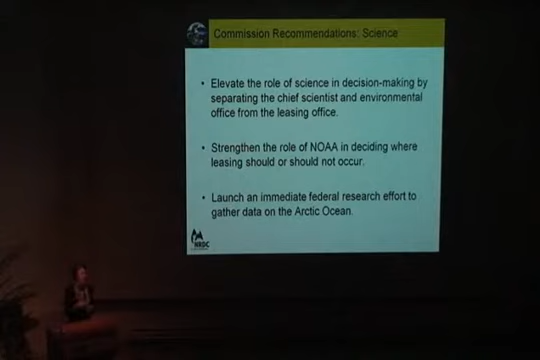 Commission Recommendations: Science
• Elevate the role of science in decision-making by
separating the chief scientist and environmental
office from the leasing office.
• Strengthen the role of NOAA in deciding where
leasing should or should not occur.
• Launch an immediate federal research effort to
gather data on the Arctic Ocean.
NRDC